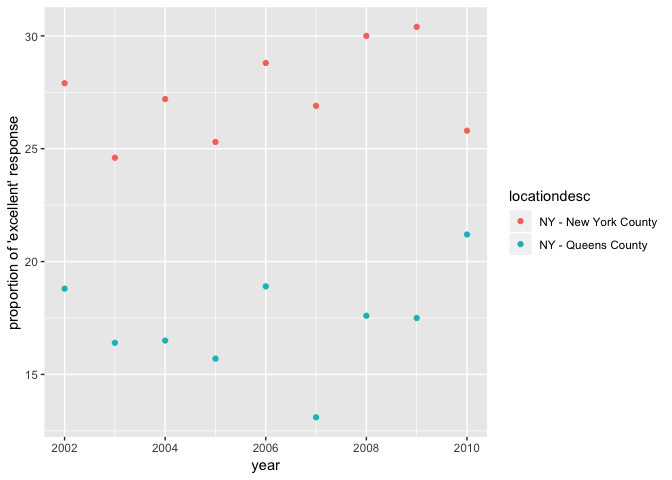 30
25
20
15
proportion of 'excellent' response
2002 2004 2006 2008 2010
year
locationdesc
NY - New York County
NY - Queens County